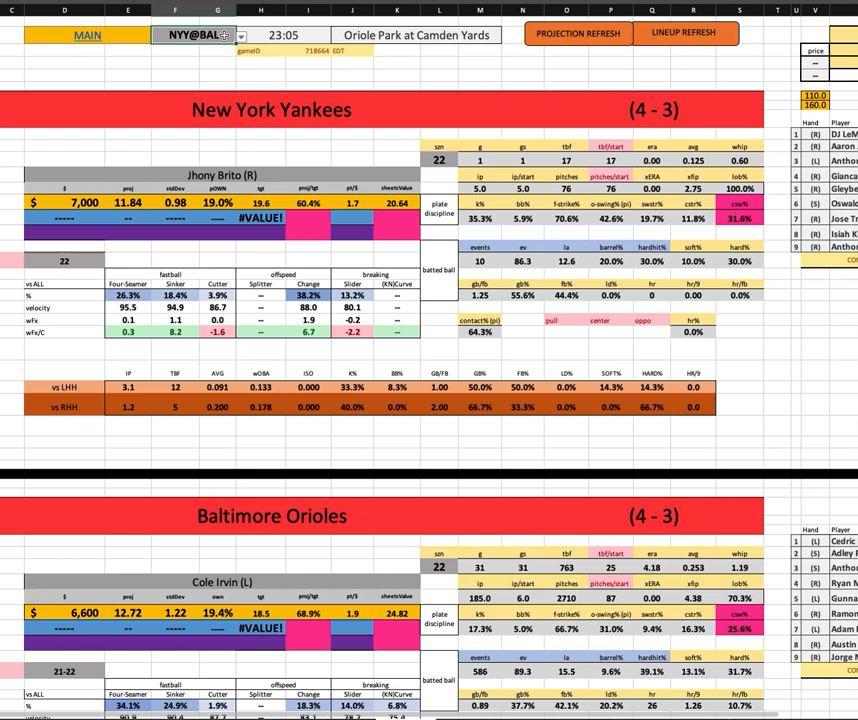 C D E F G H I J K L M N O P Q R S T U V
MAIN NYY@BAL 23:05 Oriole Park at Camden Yards PROJECTION REFRESH LINEUP REFRESH
gameID 718664 EDT
price
--
--
New York Yankees (4 - 3)
110.0
160.0
Hand Player
szn g gs tbf tbf/start era avg whip
22 1 1 17 17 0.00 0.125 0.60
Jhony Brito (R)
ip ip/start pitches pitches/start xERA xfip lob%
$ proj stdDev pOWN tgt proj/tgt pt/$ sheetsValue
5.0 5.0 76 76 0.00 2.75 100.0%
$ 7,000 11.84 0.98 19.0% 19.6 60.4% 1.7 20.64
plate discipline
k% bb% f-strike% o-swing% (pi) swstr% cstr% csw%
----- -- ----- #VALUE! -----
35.3% 5.9% 70.6% 42.6% 19.7% 11.8% 31.6%
1 (R) DJ LeM
2 (R) Aaron
3 (L) Anthon
4 (R) Gianca
5 (R) Gleybe
6 (S) Oswal
7 (R) Jose Tr
8 (R) Isiah K
9 (R) Anthon
batted ball
events ev la barrel% hardhit% soft% hard%
10 86.3 12.6 20.0% 30.0% 10.0% 30.0%
22
fastball offspeed breaking
vsALL Four-Seamer Sinker Cutter Splitter Change Slider (KN)Curve
gb/fb gb% fb% ld% hr hr/9 hr/fb
% 26.3% 18.4% 3.9% -- 38.2% 13.2% --
1.25 55.6% 44.4% 0.0% 0 0.00 0.0%
velocity 95.5 94.9 86.7 -- 88.0 80.1 --
wFx 0.1 1.1 0.0 -- 1.9 -0.2 --
contact% (pi) pull center oppo hr%
wFx/C 0.3 8.2 -1.6 -- 6.7 -2.2 --
64.3% 0.0%
IP TBF AVG wOBA ISO K% BB% GB/FB GB% FB% LD% SOFT% HARD% HR/9
vs LHH 3.1 12 0.091 0.133 0.000 33.3% 8.3% 1.00 50.0% 50.0% 0.0% 14.3% 14.3% 0.0
vs RHH 1.2 5 0.200 0.178 0.000 40.0% 0.0% 2.00 66.7% 33.3% 0.0% 0.0% 66.7% 0.0
Baltimore Orioles (4 - 3)
Hand Player
szn g gs tbf tbf/start era avg whip
22 31 31 763 25 4.18 0.253 1.19
Cole Irvin (L)
ip ip/start pitches pitches/start xERA xfip lob%
$ proj stdDev own tgt proj/tgt pt/$ sheetsValue
185.0 6.0 2710 87 0.00 4.38 70.3%
$ 6,600 12.72 1.22 19.4% 18.5 68.9% 1.9 24.82
plate discipline
k% bb% f-strike% o-swing% (pi) swstr% cstr% csw%
----- -- ----- #VALUE! -----
17.3% 5.0% 66.7% 31.0% 9.4% 16.3% 25.6%
1 (L) Cedric
2 (S) Adley R
3 (S) Anthon
4 (R) Ryan M
5 (L) Gunna
6 (R) Ramon
7 (L) Adam
8 (R) Austin
9 (R) Jorge M
batted ball
events ev la barrel% hardhit% soft% hard%
586 89.3 15.5 9.6% 39.1% 13.1% 31.7%
21-22
fastball offspeed breaking
vsALL Four-Seamer Sinker Cutter Splitter Change Slider (KN)Curve
gb/fb gb% fb% ld% hr hr/9 hr/fb
% 34.1% 24.9% 1.9% -- 18.3% 14.0% 6.8%
0.89 37.7% 42.1% 20.2% 26 1.26 10.7%